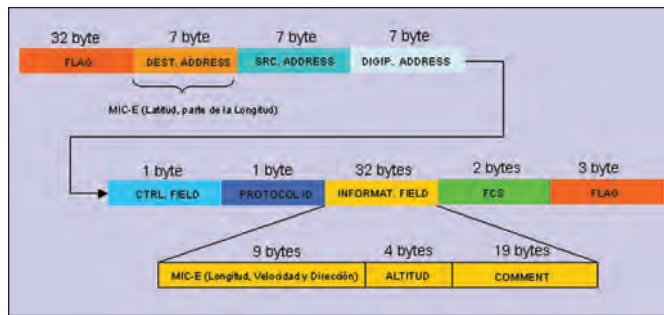 32 byte 7 byte 7 byte 7 byte
FLAG DEST. ADDRESS SRC. ADDRESS DIGIP. ADDRESS
MIC-E (Latitud, parte de la Longitud)
1 byte 1 byte 32 bytes 2 bytes 3 byte
CTRL. FIELD PROTOCOL ID INFORMAT. FIELD FCS FLAG
9 bytes 4 bytes 19 bytes
MIC-E (Longitud, Velocidad y Dirección) ALTITUD COMMENT